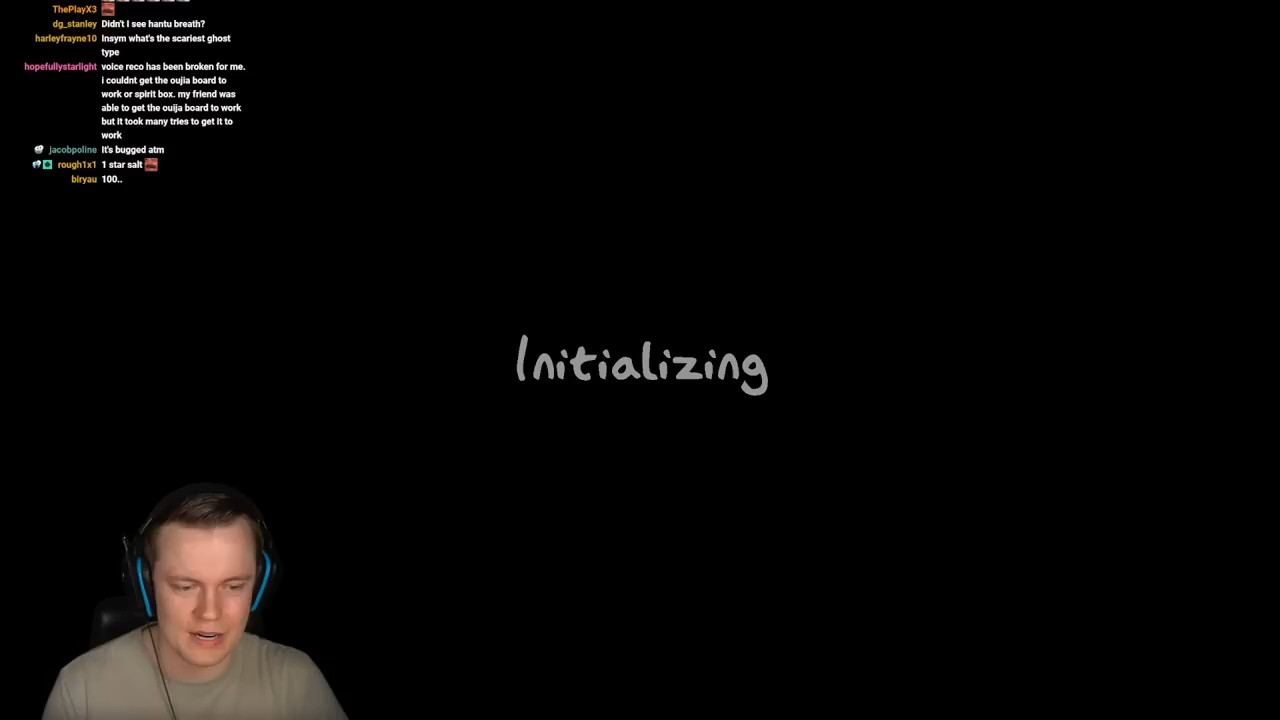 ThePlayX3
dg_stanley Didn't I see hantu breath?
harleyfrayne10 Insym what's the scariest ghost
type
hopefullystarlight voice reco has been broken for me.
i couldnt get the oujia board to
work or spirit box. my friend was
able to get the ouija board to work
but it took many tries to get it to
work
jacobpoline It's bugged atm
rough1x1 1 star salt
biryau 100..
Initializing